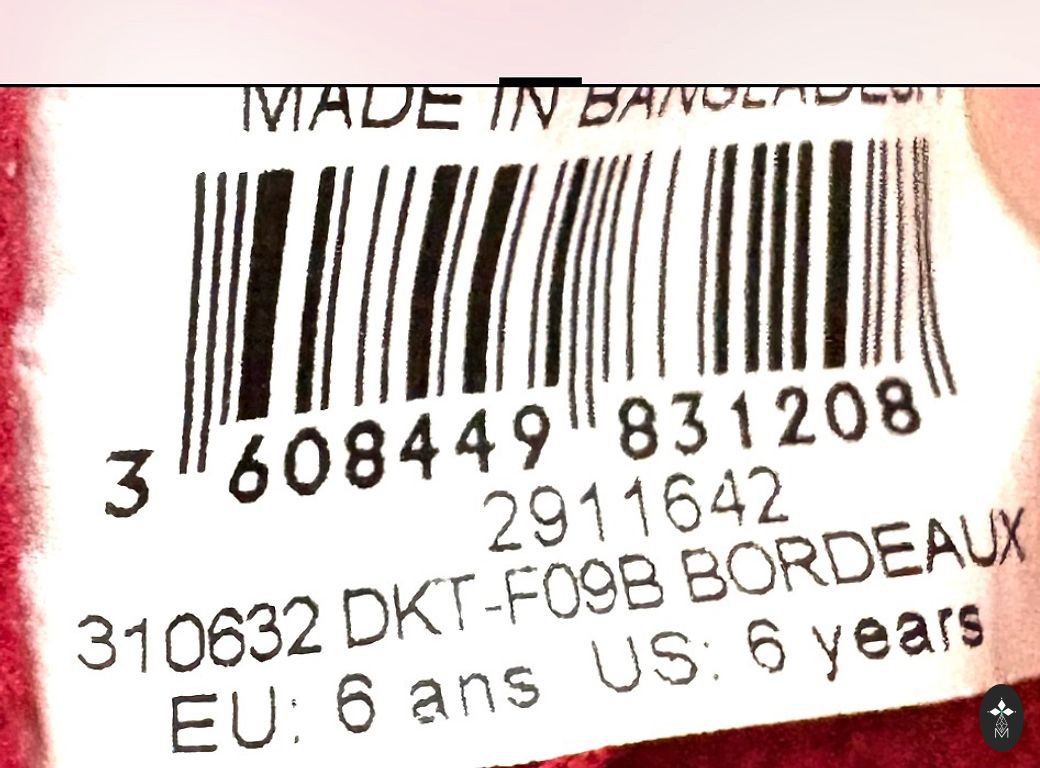 MADE IN BANGLADESH
3 608449 831208
2911642
310632 DKT-F09B BORDEAUX
EU: 6 ans US: 6 years
M